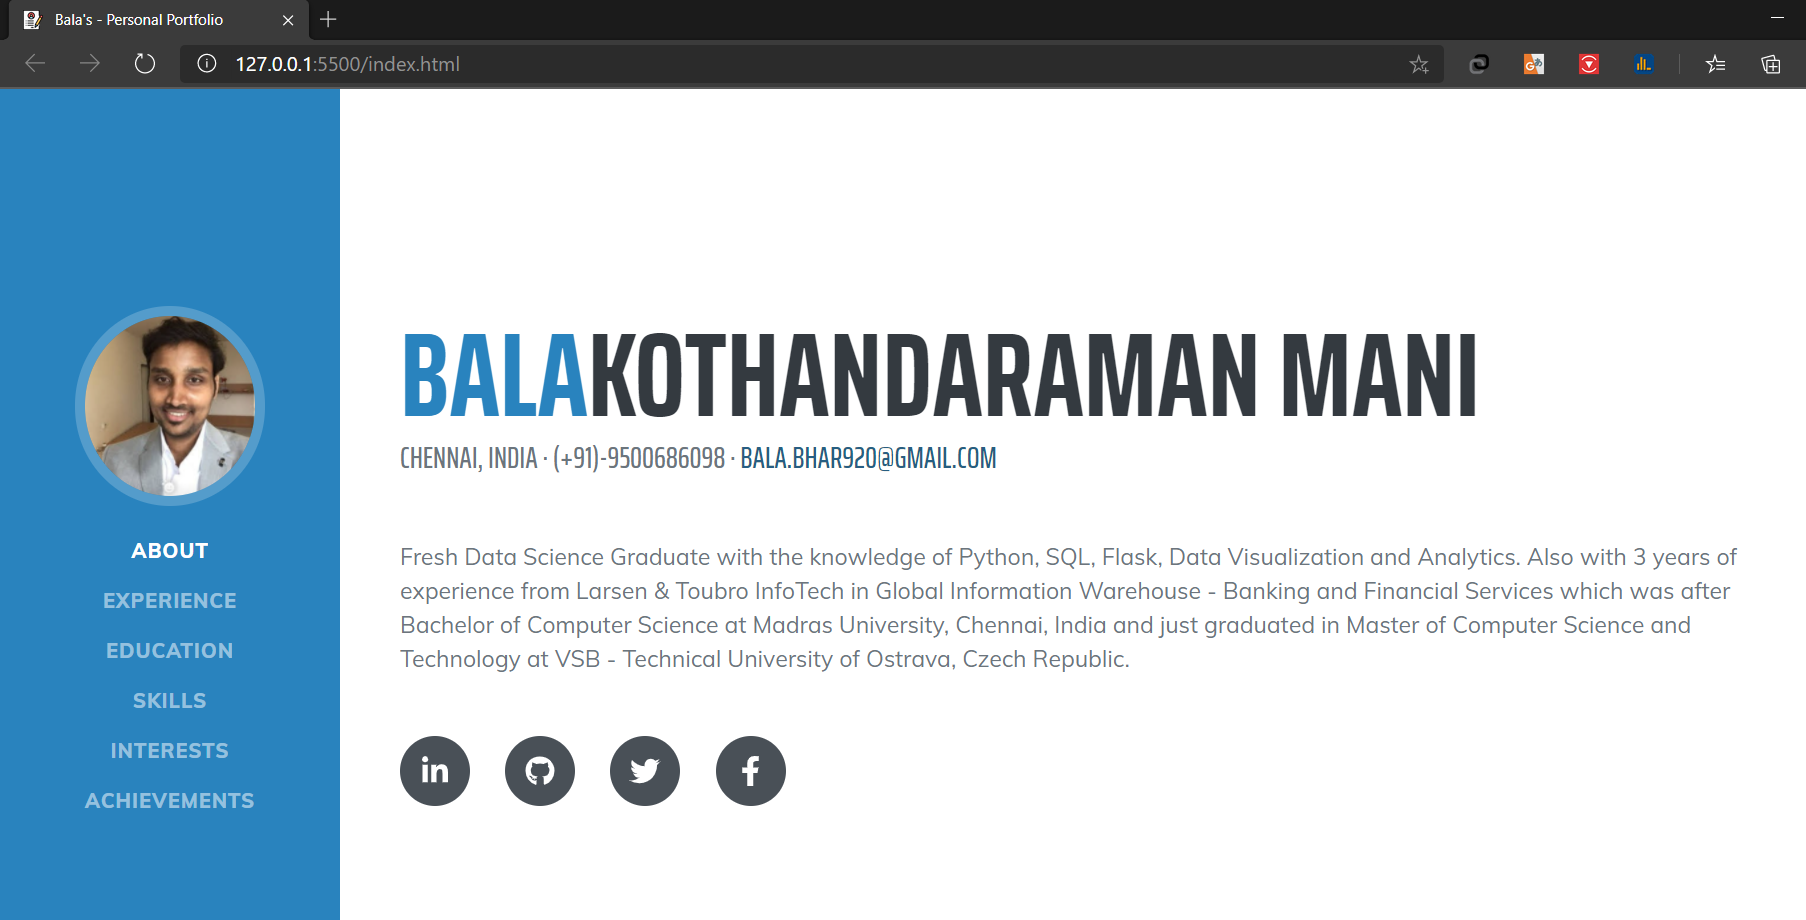 Bala's - Personal Portfolio
127.0.0.1:5500/index.html
ABOUT
EXPERIENCE
EDUCATION
SKILLS
INTERESTS
ACHIEVEMENTS
BALAKOTHANDARAMAN MANI
CHENNAI, INDIA · (+91)-9500686098 · BALA.BHAR920@GMAIL.COM
Fresh Data Science Graduate with the knowledge of Python, SQL, Flask, Data Visualization and Analytics. Also with 3 years of
experience from Larsen & Toubro InfoTech in Global Information Warehouse - Banking and Financial Services which was after
Bachelor of Computer Science at Madras University, Chennai, India and just graduated in Master of Computer Science and
Technology at VSB - Technical University of Ostrava, Czech Republic.
in